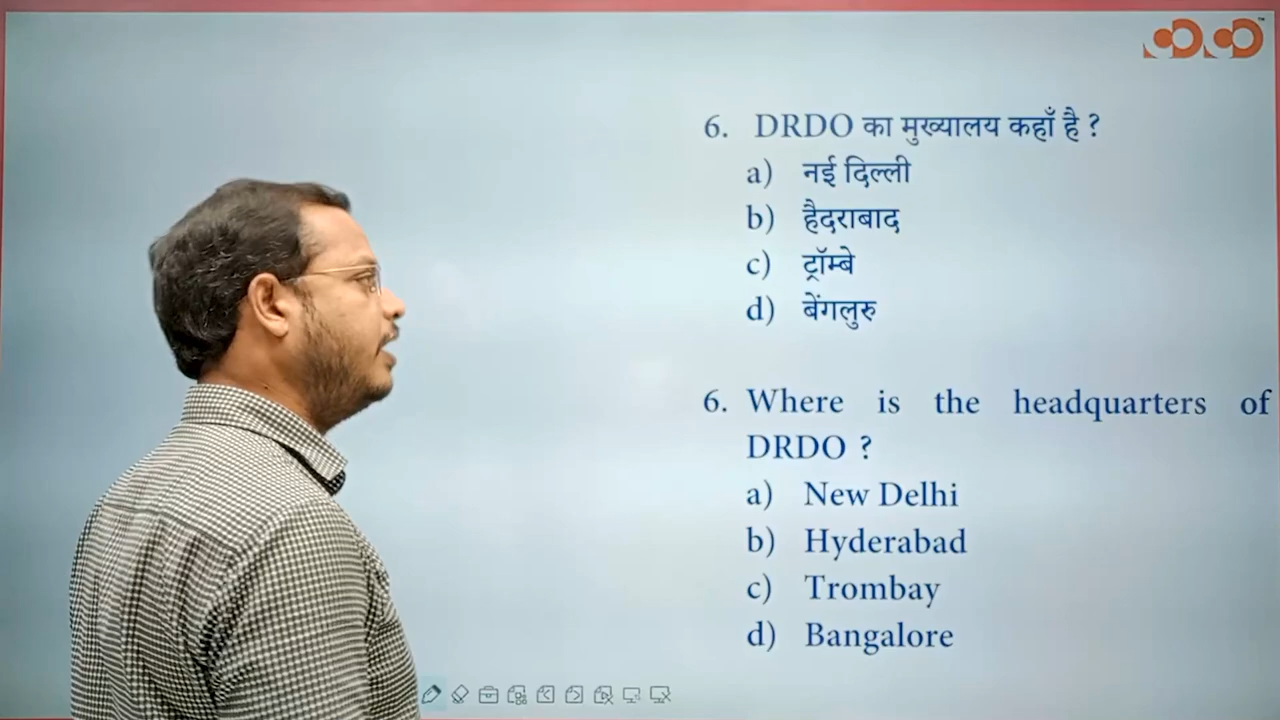 6. DRDO का मुख्यालय कहाँ है ?
a) नई दिल्ली
b) हैदराबाद
c) ट्रॉम्बे
d) बेंगलुरु
6. Where is the headquarters of
DRDO ?
a) New Delhi
b) Hyderabad
c) Trombay
d) Bangalore